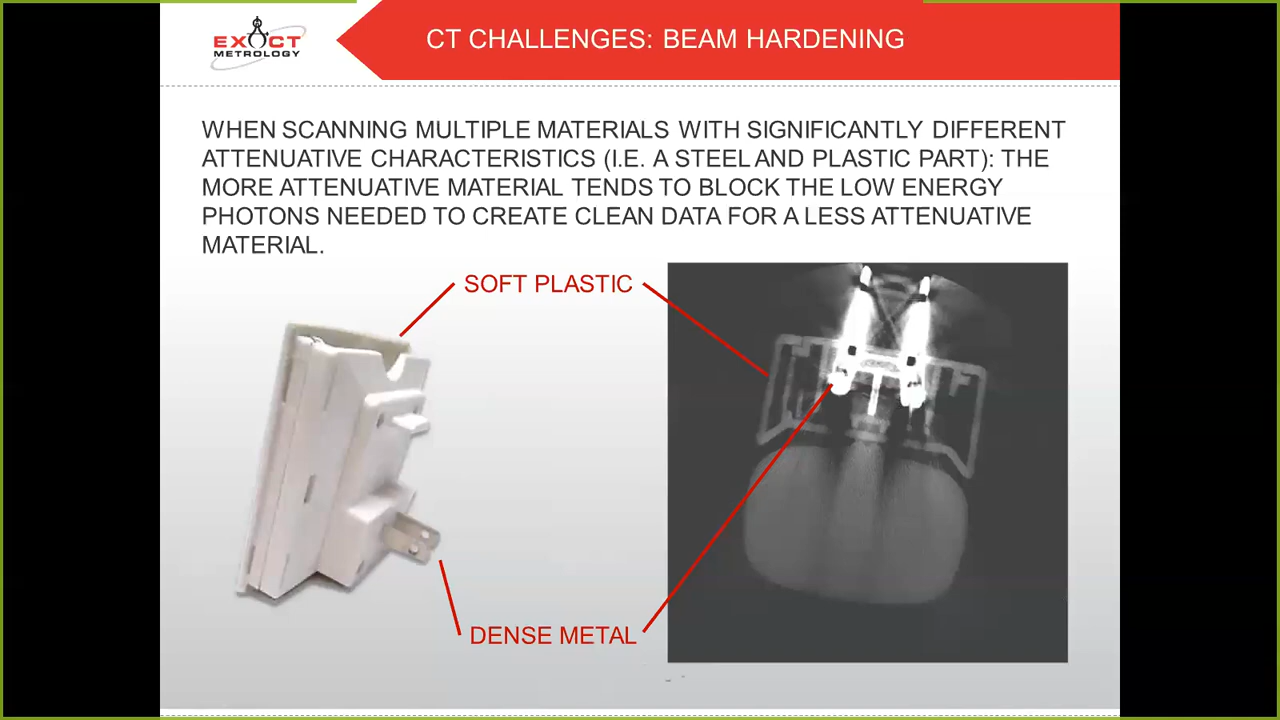 EXACT
METROLOGY
CT CHALLENGES: BEAM HARDENING
WHEN SCANNING MULTIPLE MATERIALS WITH SIGNIFICANTLY DIFFERENT
ATTENUATIVE CHARACTERISTICS (I.E. A STEEL AND PLASTIC PART): THE
MORE ATTENUATIVE MATERIAL TENDS TO BLOCK THE LOW ENERGY
PHOTONS NEEDED TO CREATE CLEAN DATA FOR A LESS ATTENUATIVE
MATERIAL.
SOFT PLASTIC
DENSE METAL